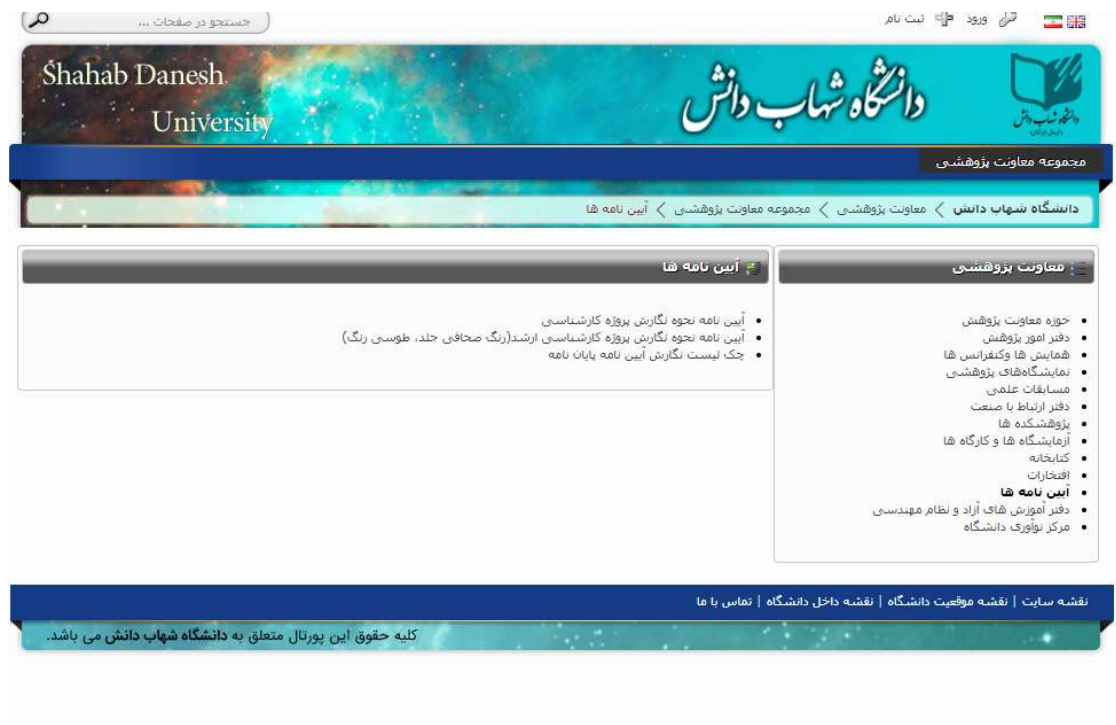 ورود ثبت نام
جستجو در صفحات ...
دانشگاه شهاب دانش
Shahab Danesh
University
دانشگاه شهاب دانش
مجموعه معاونت پژوهشی
دانشگاه شهاب دانش > معاونت پژوهشی > مجموعه معاونت پژوهشی > آیین نامه ها
معاونت پژوهشی
حوزه معاونت پژوهش
دفتر امور پژوهش
همایش ها وکنفرانس ها
نمایشگاههای پژوهشی
مسابقات علمی
دفتر ارتباط با صنعت
پژوهشکده ها
آزمایشگاه ها و کارگاه ها
کتابخانه
افتخارات
آیین نامه ها
دفتر آموزش های آزاد و نظام مهندسی
مرکز نوآوری دانشگاه
آیین نامه ها
آیین نامه نحوه نگارش پروژه کارشناسی
آیین نامه نحوه نگارش پروژه کارشناسی ارشد(رنگ صحافی جلد، طوسی رنگ)
چک لیست نگارش آیین نامه پایان نامه
نقشه سایت | نقشه موقعیت دانشگاه | نقشه داخل دانشگاه | تماس با ما
کلیه حقوق این پورتال متعلق به دانشگاه شهاب دانش می باشد.